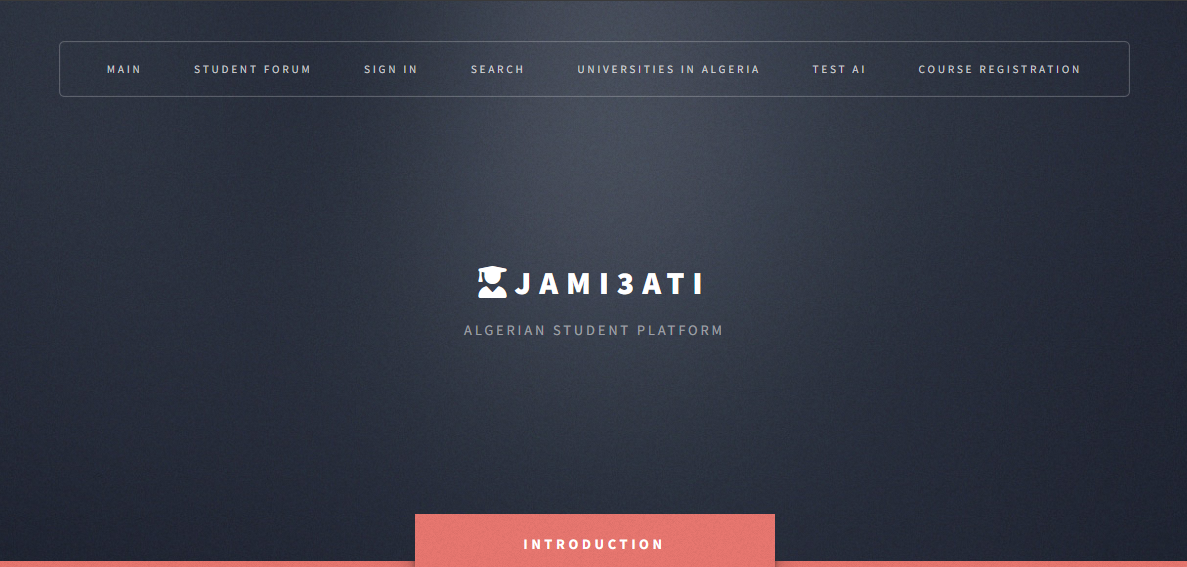 MAIN STUDENT FORUM SIGN IN SEARCH UNIVERSITIES IN ALGERIA TEST AI COURSE REGISTRATION
JAMI3ATI
ALGERIAN STUDENT PLATFORM
INTRODUCTION